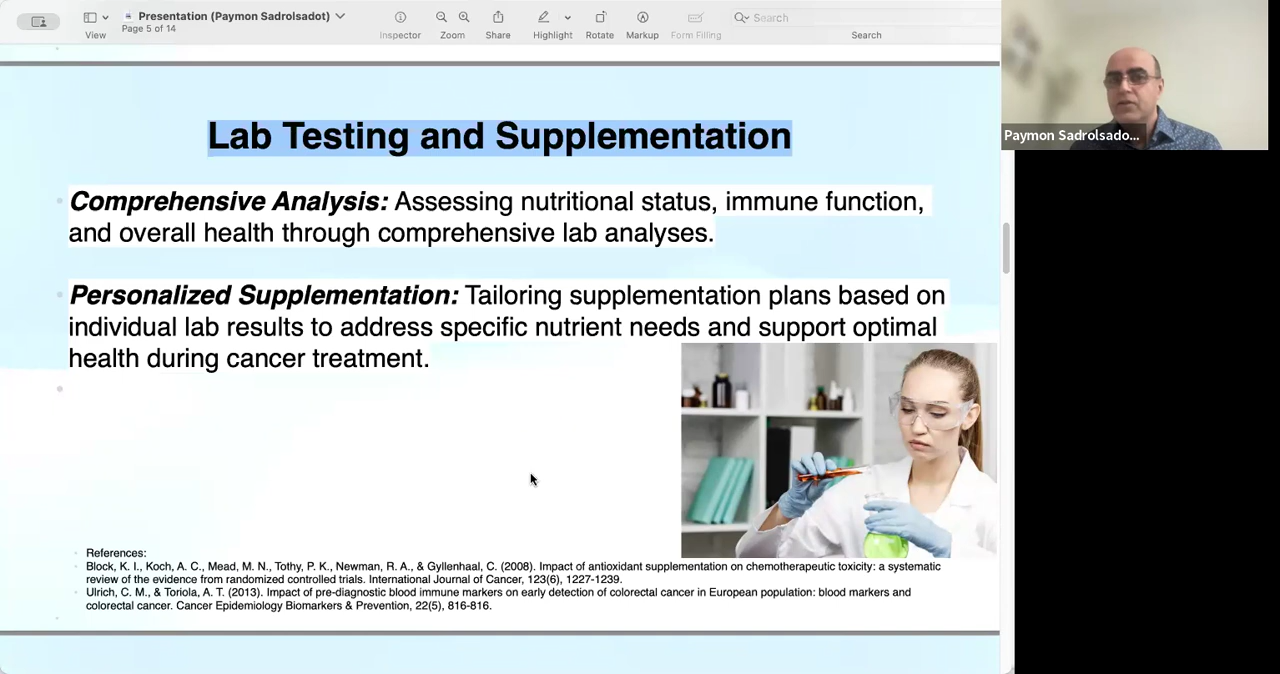 Presentation (Paymon Sadrolsadot)
Page 5 of 14
View
Inspector
Zoom
Share
Highlight
Rotate
Markup
Form Filling
Search
Search
Paymon Sadrolsado...
Lab Testing and Supplementation
Comprehensive Analysis: Assessing nutritional status, immune function,
and overall health through comprehensive lab analyses.
Personalized Supplementation: Tailoring supplementation plans based on
individual lab results to address specific nutrient needs and support optimal
health during cancer treatment.
References:
Block, K. I., Koch, A. C., Mead, M. N., Tothy, P. K., Newman, R. A., & Gyllenhaal, C. (2008). Impact of antioxidant supplementation on chemotherapeutic toxicity: a systematic
review of the evidence from randomized controlled trials. International Journal of Cancer, 123(6), 1227-1239.
Ulrich, C. M., & Toriola, A. T. (2013). Impact of pre-diagnostic blood immune markers on early detection of colorectal cancer in European population: blood markers and
colorectal cancer. Cancer Epidemiology Biomarkers & Prevention, 22(5), 816-816.